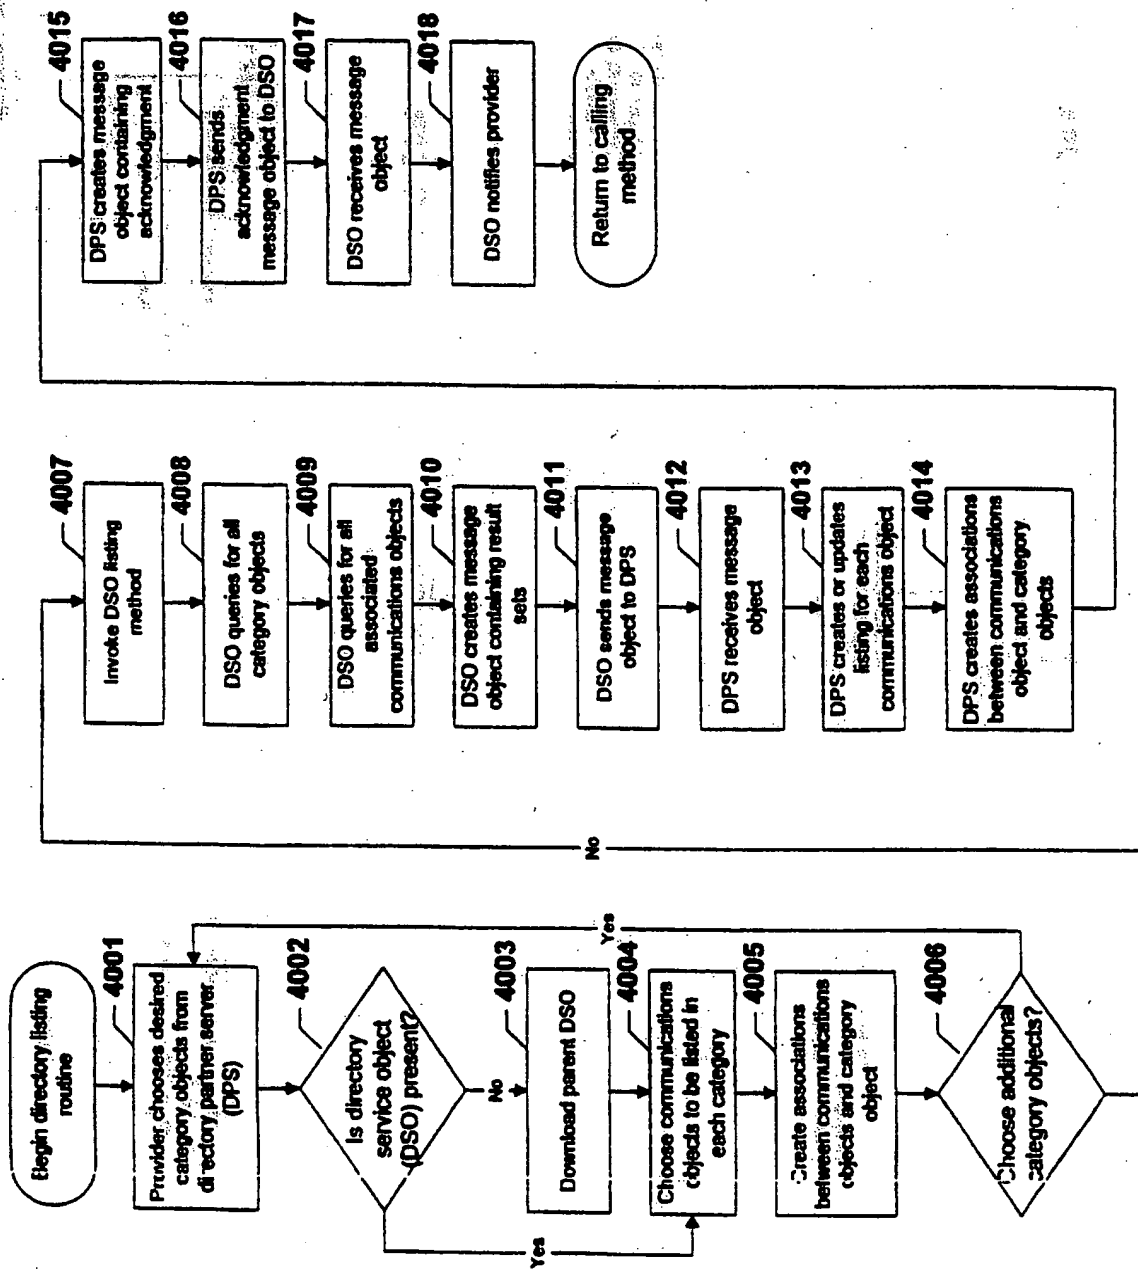 Begin directory listing
routine
4001
Provider chooses desired
category objects from
directory partner server.
(DPS)
4002
Is directory
service object
(DSO) present?
Yes
No
4003
Download parent DSO
4004
Choose communications
objects to be listed in
each category
4005
Create associations
between communications
objects and category
object
4006
Choose additional
category objects?
Yes
No
4007
Invoke DSO listing
method
4008
DSO queries for all
category objects
4009
DSO queries for all
associated
communications objects
4010
DSO creates message
object containing result
sets
4011
DSO sends message
object to DPS
4012
DPS receives message
object
4013
DPS creates or updates
listing for each
communications object
4014
DPS creates associations
between communications
object and category
objects
4015
DPS creates message
object containing
acknowledgment
4016
DPS sends
acknowledgment
message object to DSO
4017
DSO receives message
object
4018
DSO notifies provider
Return to calling
method